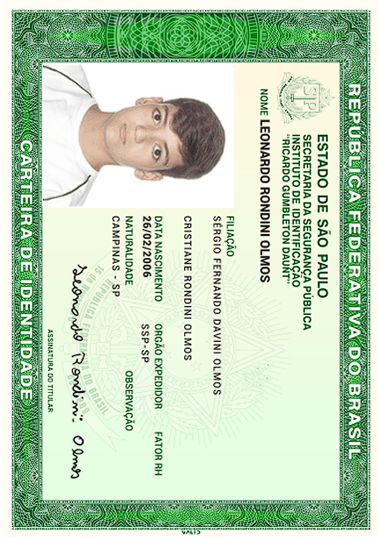 REPÚBLICA FEDERATIVA DO BRASIL
ESTADO DE SÃO PAULO
SECRETARIA DA SEGURANÇA PÚBLICA
INSTITUTO DE IDENTIFICAÇÃO
"RICARDO GUMBLETON DAUNT"
NOME LEONARDO RONDINI OLMOS
FILIAÇÃO
SÉRGIO FERNANDO DAVINI OLMOS
CRISTIANE RONDINI OLMOS
DATA NASCIMENTO ORGÃO EXPEDIDOR FATOR RH
26/02/2006 SSP-SP
NATURALIDADE OBSERVAÇÃO
CAMPINAS - SP
Leonardo Rondini Olmos
ASSINATURA DO TITULAR
CARTEIRA DE IDENTIDADE